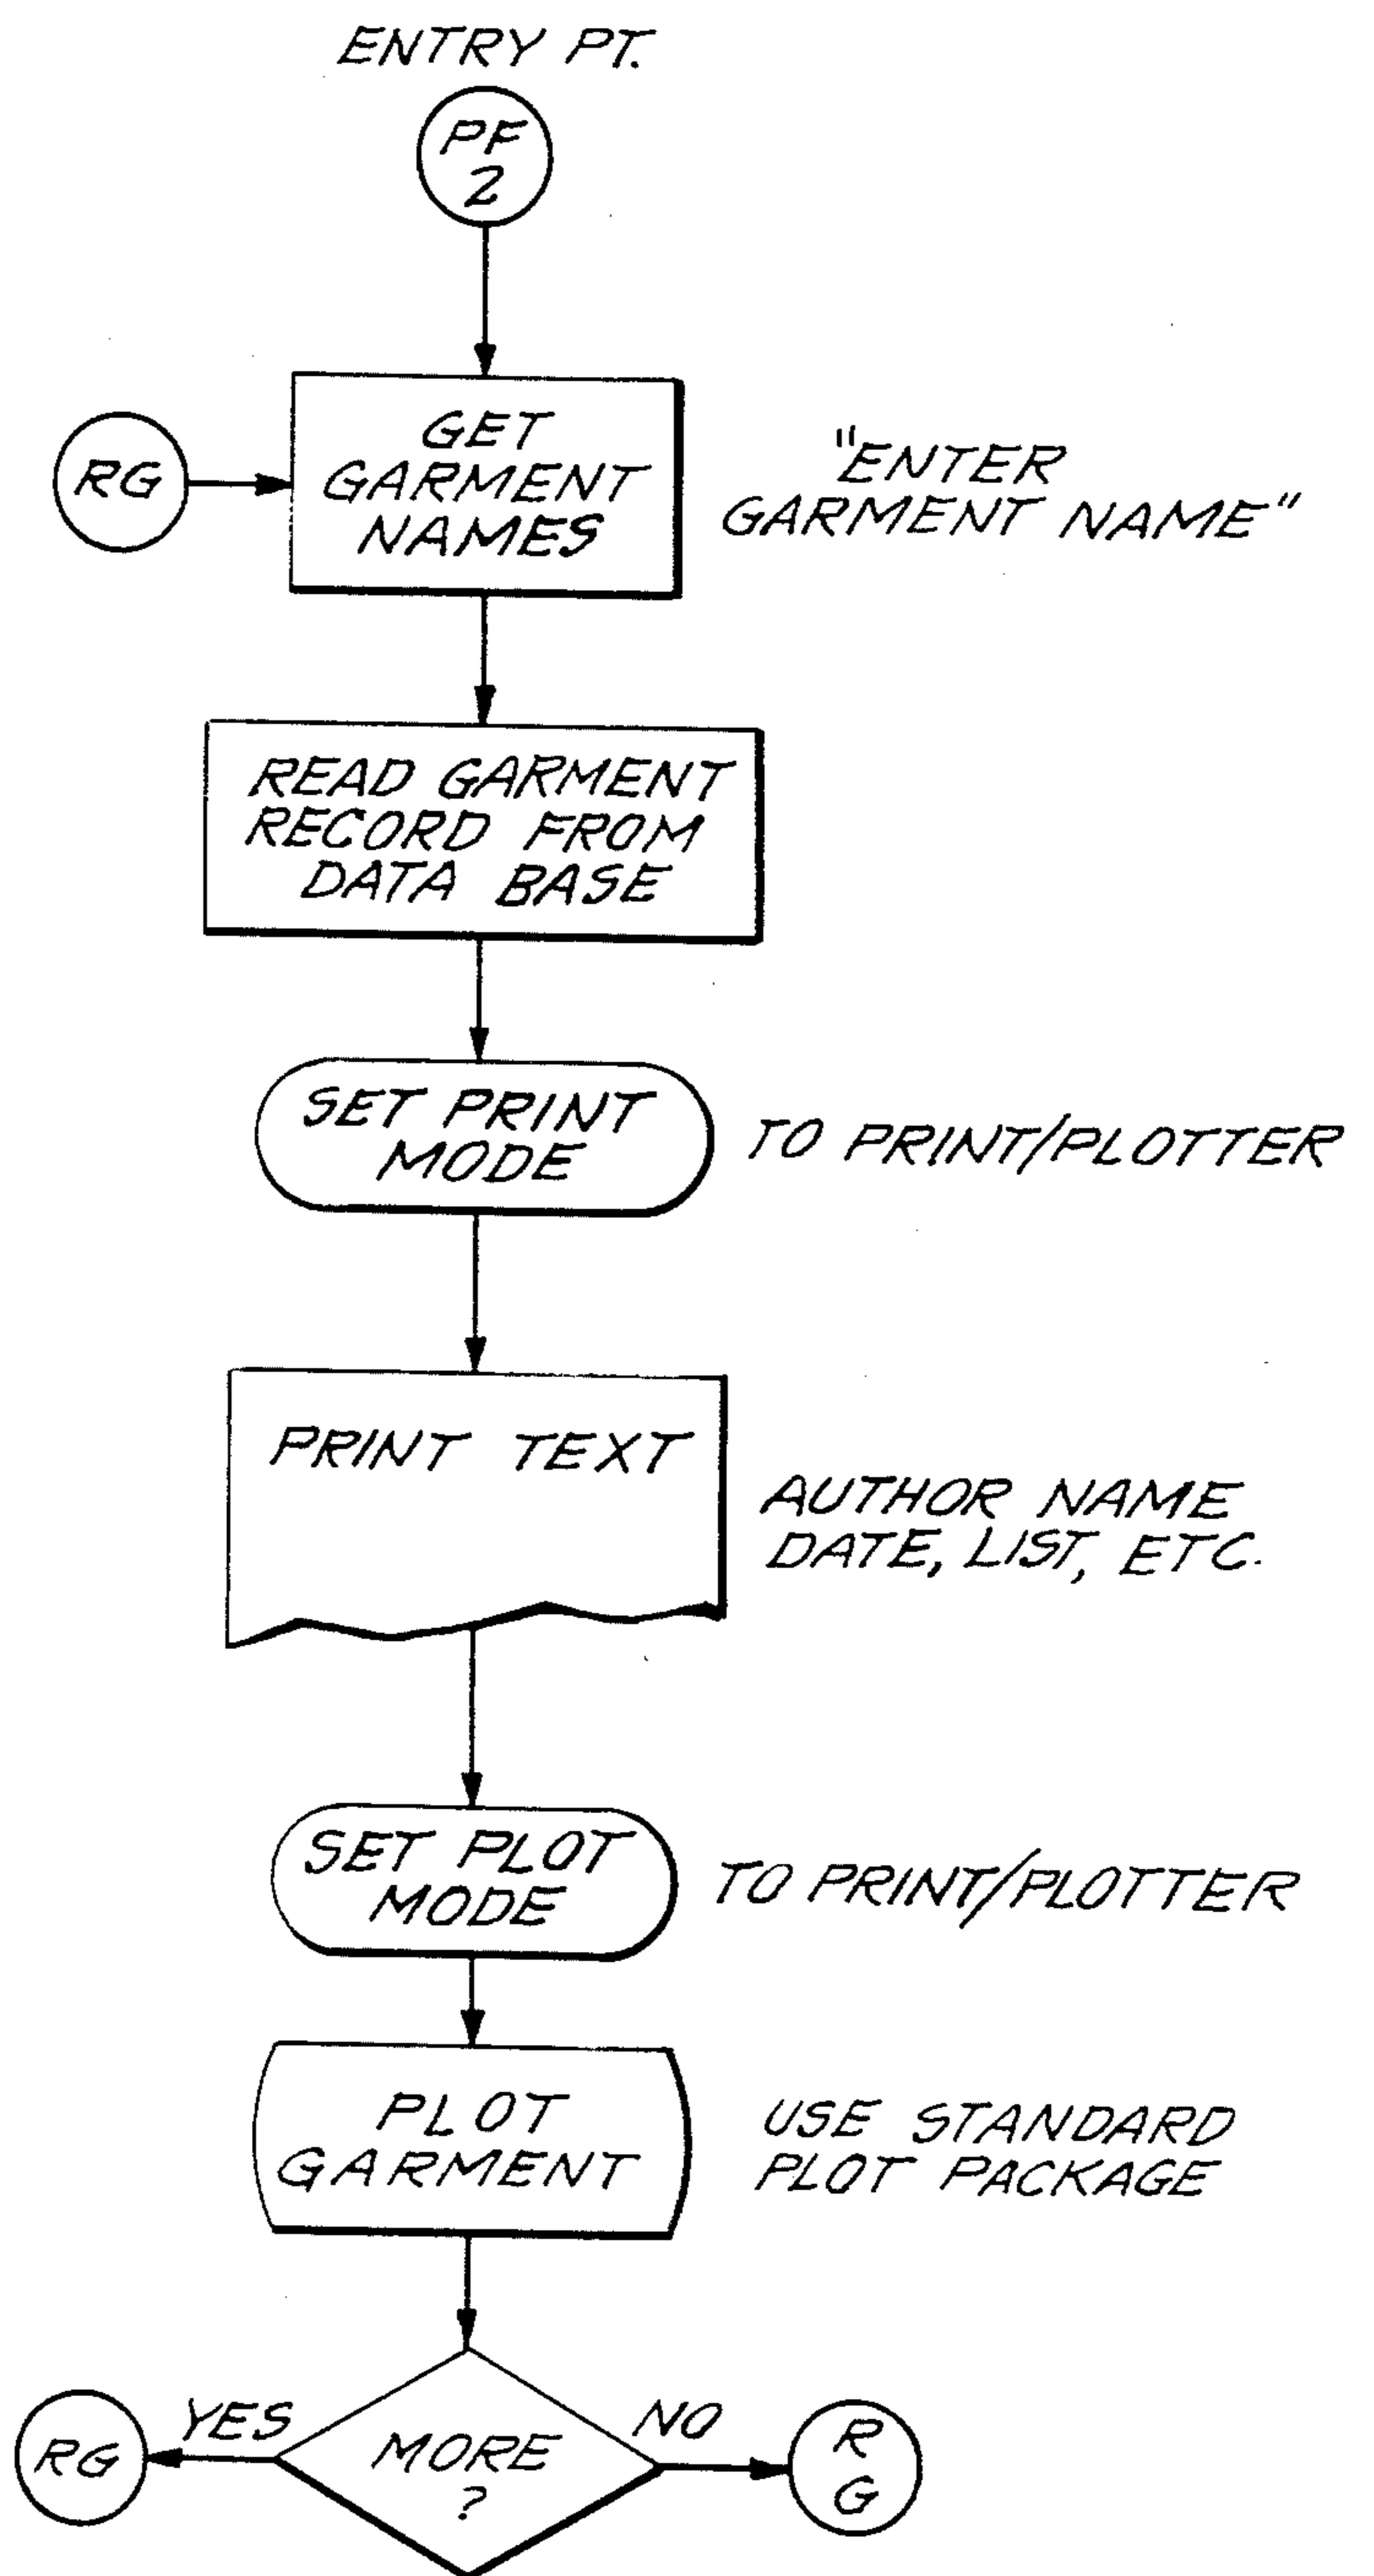 ENTRY PT.
PF
2
RG
GET
GARMENT
NAMES
"ENTER
GARMENT NAME"
READ GARMENT
RECORD FROM
DATA BASE
SET PRINT
MODE
TO PRINT/PLOTTER
PRINT TEXT
AUTHOR NAME
DATE, LIST, ETC.
SET PLOT
MODE
TO PRINT/PLOTTER
PLOT
GARMENT
USE STANDARD
PLOT PACKAGE
RG
YES
MORE
?
NO
R
G